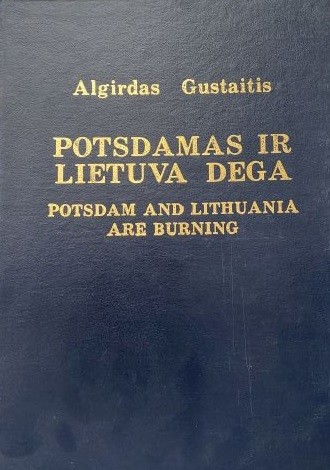 Algirdas Gustaitis
POTSDAMAS IR
LIETUVA DEGA
POTSDAM AND LITHUANIA
ARE BURNING